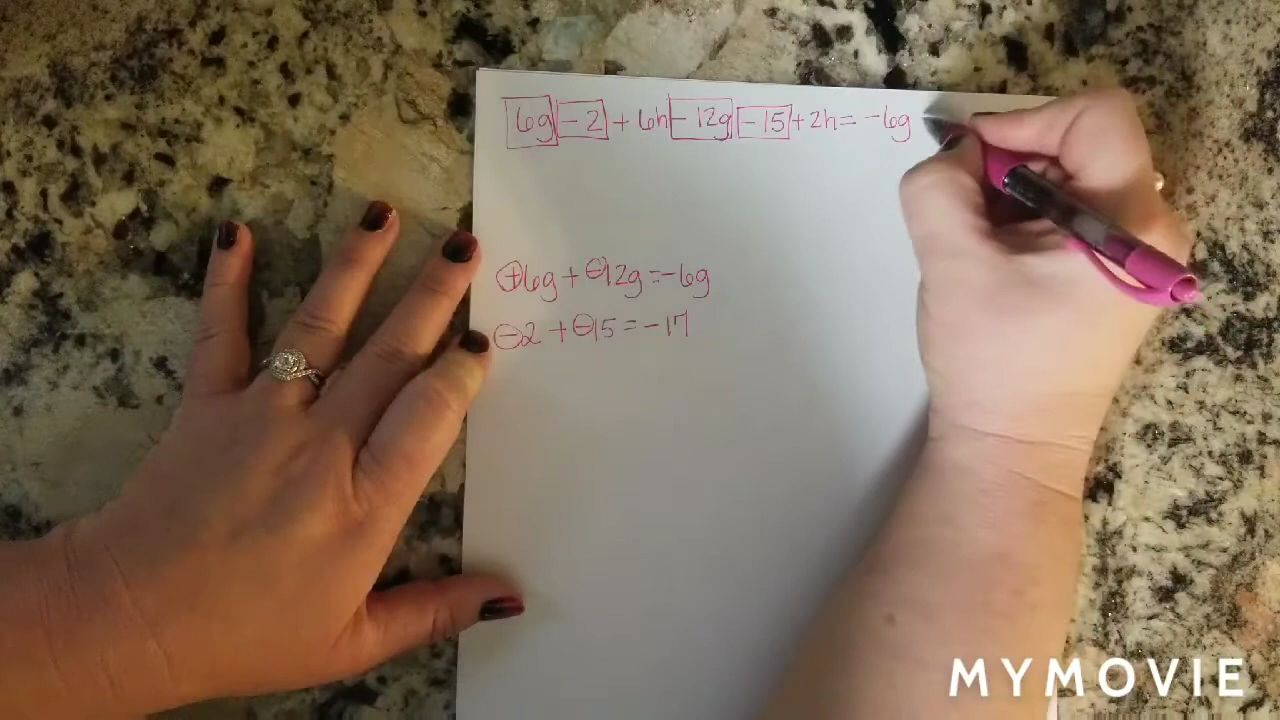 6g - 2 + 6h - 12g - 15 + 2h = -6g
+6g + -12g = -6g
-2 + -15 = -17
MYMOVIE